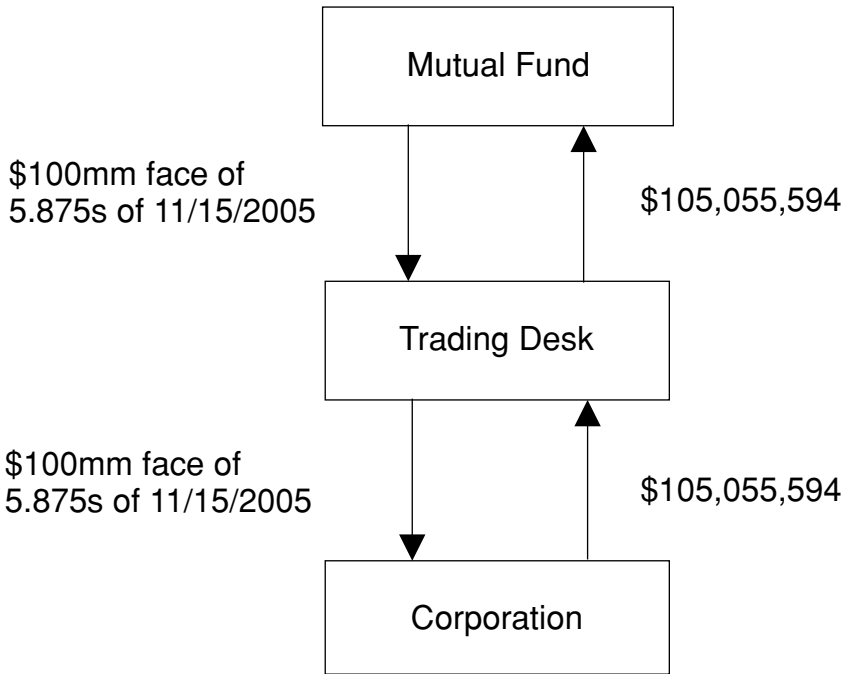 Mutual Fund
$100mm face of
5.875s of 11/15/2005
$105,055,594
Trading Desk
$100mm face of
5.875s of 11/15/2005
$105,055,594
Corporation